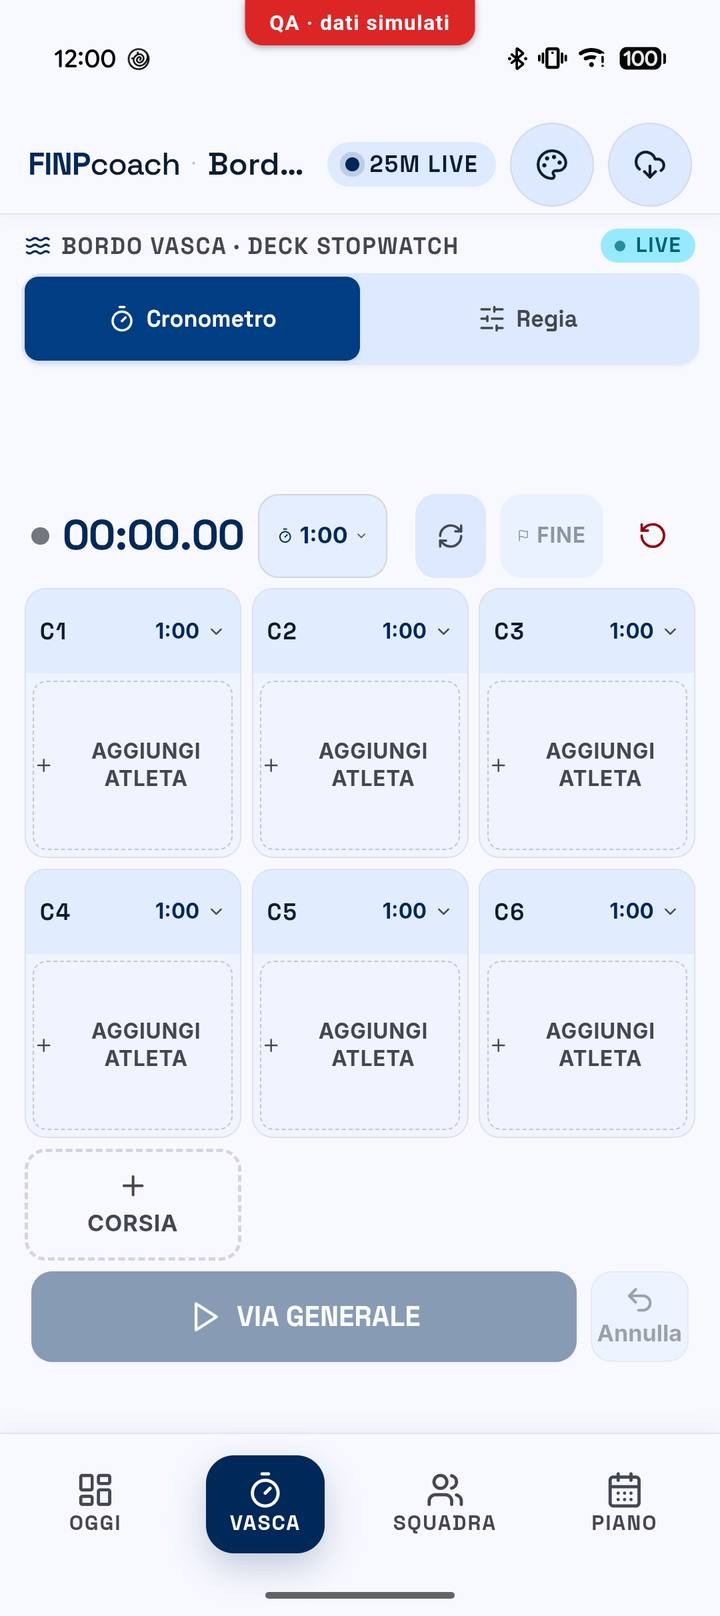 QA · dati simulati
12:00
100
FINPcoach · Bord...
25M LIVE
BORDO VASCA · DECK STOPWATCH
LIVE
Cronometro
Regia
00:00.00
1:00
FINE
C1 1:00
C2 1:00
C3 1:00
+ AGGIUNGI
ATLETA
+ AGGIUNGI
ATLETA
+ AGGIUNGI
ATLETA
C4 1:00
C5 1:00
C6 1:00
+ AGGIUNGI
ATLETA
+ AGGIUNGI
ATLETA
+ AGGIUNGI
ATLETA
+
CORSIA
VIA GENERALE
Annulla
OGGI
VASCA
SQUADRA
PIANO